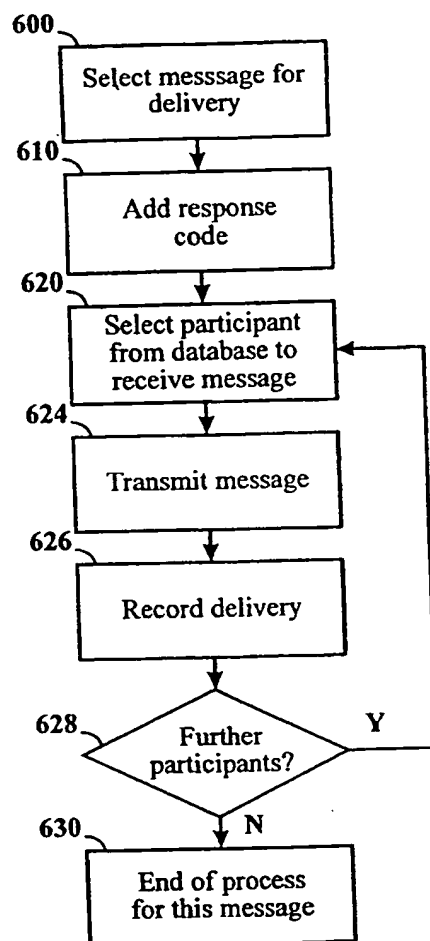 600
Select messsage for
delivery
610
Add response
code
620
Select participant
from database to
receive message
624
Transmit message
626
Record delivery
628
Further
participants?
Y
N
630
End of process
for this message